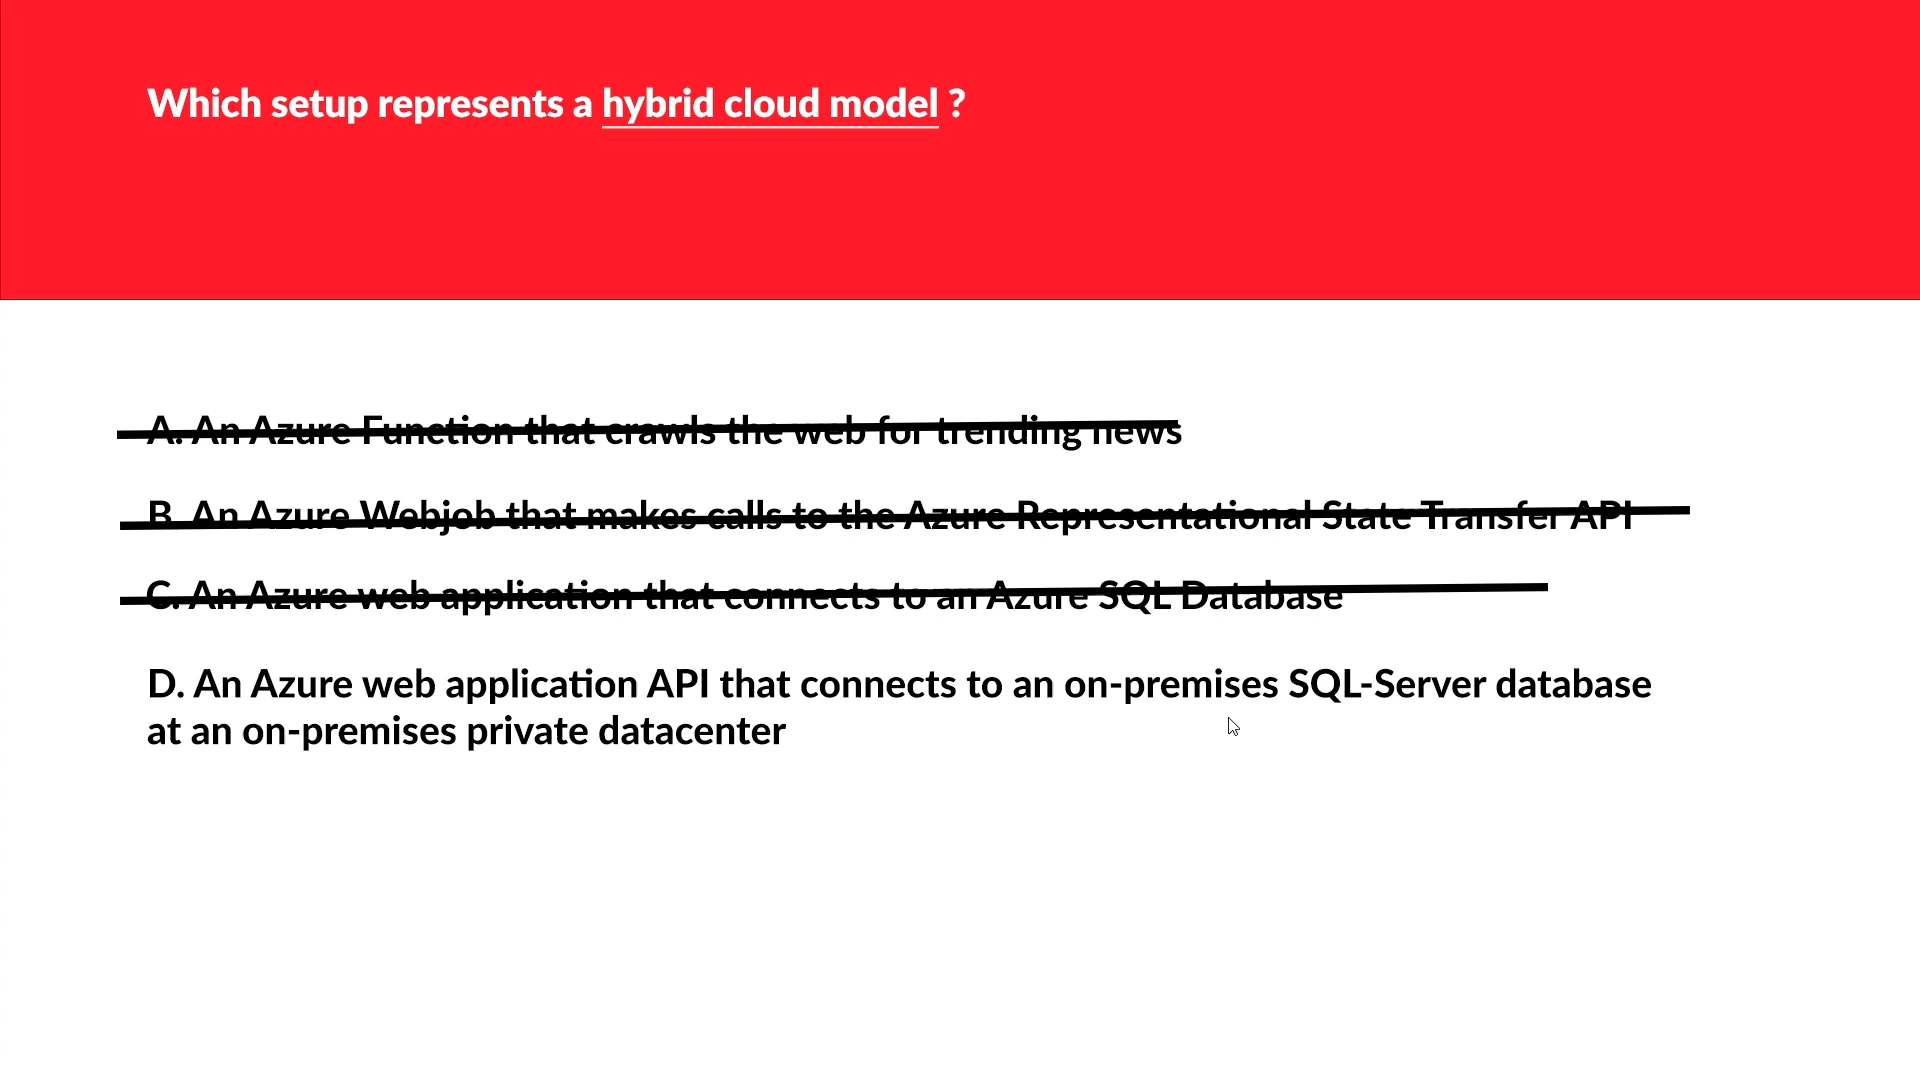 Which setup represents a hybrid cloud model ?
A. An Azure Function that crawls the web for trending news
B. An Azure Webjob that makes calls to the Azure Representational State Transfer API
C. An Azure web application that connects to an Azure SQL Database
D. An Azure web application API that connects to an on-premises SQL-Server database
at an on-premises private datacenter